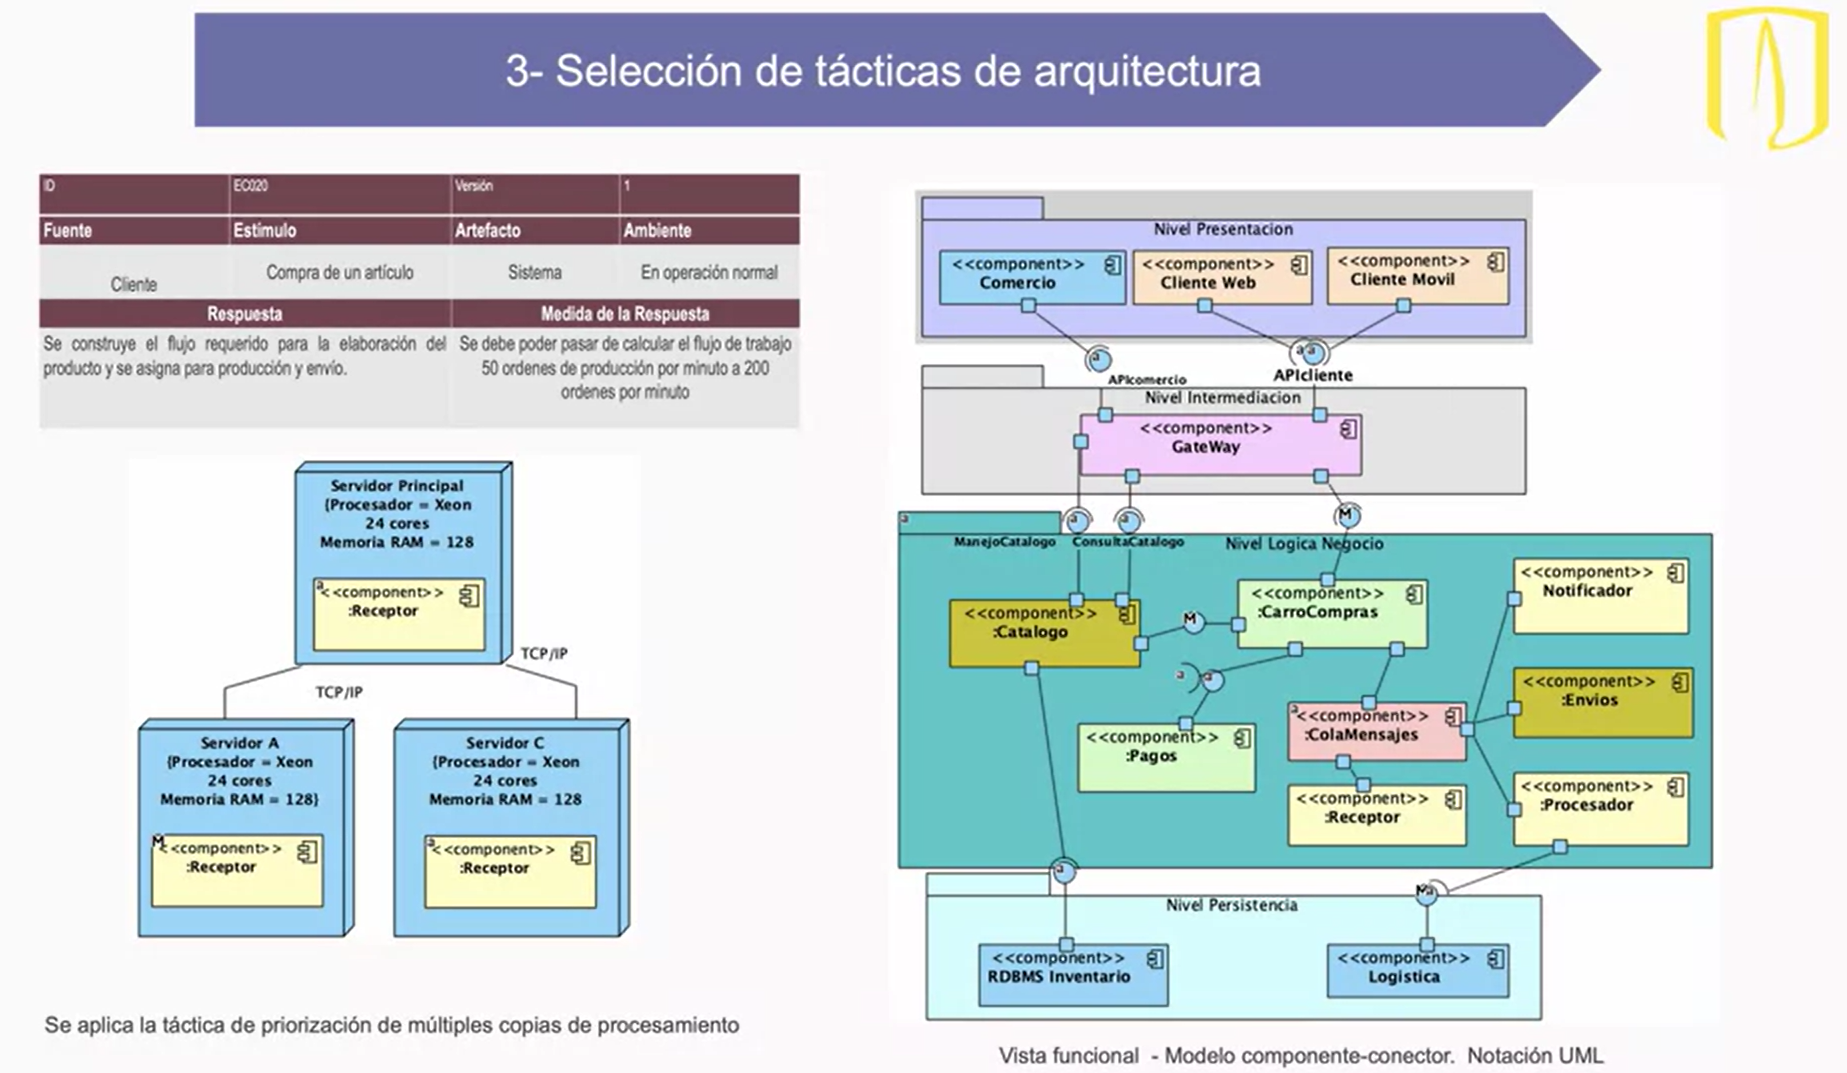 3- Selección de tácticas de arquitectura
ID EC020 Versión 1
Fuente Estimulo Artefacto Ambiente
Cliente Compra de un artículo Sistema En operación normal
Respuesta Medida de la Respuesta
Se construye el flujo requerido para la elaboración del
producto y se asigna para producción y envío.
Se debe poder pasar de calcular el flujo de trabajo
50 ordenes de producción por minuto a 200
ordenes por minuto
Servidor Principal
{Procesador = Xeon
24 cores
Memoria RAM = 128
a
<<component>>
:Receptor
TCP/IP
TCP/IP
Servidor A
{Procesador = Xeon
24 cores
Memoria RAM = 128}
M
<<component>>
:Receptor
Servidor C
{Procesador = Xeon
24 cores
Memoria RAM = 128
a
<<component>>
:Receptor
Se aplica la táctica de priorización de múltiples copias de procesamiento
Nivel Presentacion
<<component>>
Comercio
<<component>>
Cliente Web
<<component>>
Cliente Movil
a
a a
APIcomercio
APIcliente
Nivel Intermediacion
<<component>>
GateWay
a
a
M
a
ManejoCatalogo
ConsultaCatalogo
Nivel Logica Negocio
<<component>>
:Catalogo
M
<<component>>
:CarroCompras
<<component>>
Notificador
a a
<<component>>
:Pagos
a
<<component>>
:ColaMensajes
<<component>>
:Envios
<<component>>
:Receptor
<<component>>
:Procesador
a
Ma
Nivel Persistencia
<<component>>
RDBMS Inventario
<<component>>
Logistica
Vista funcional - Modelo componente-conector. Notación UML